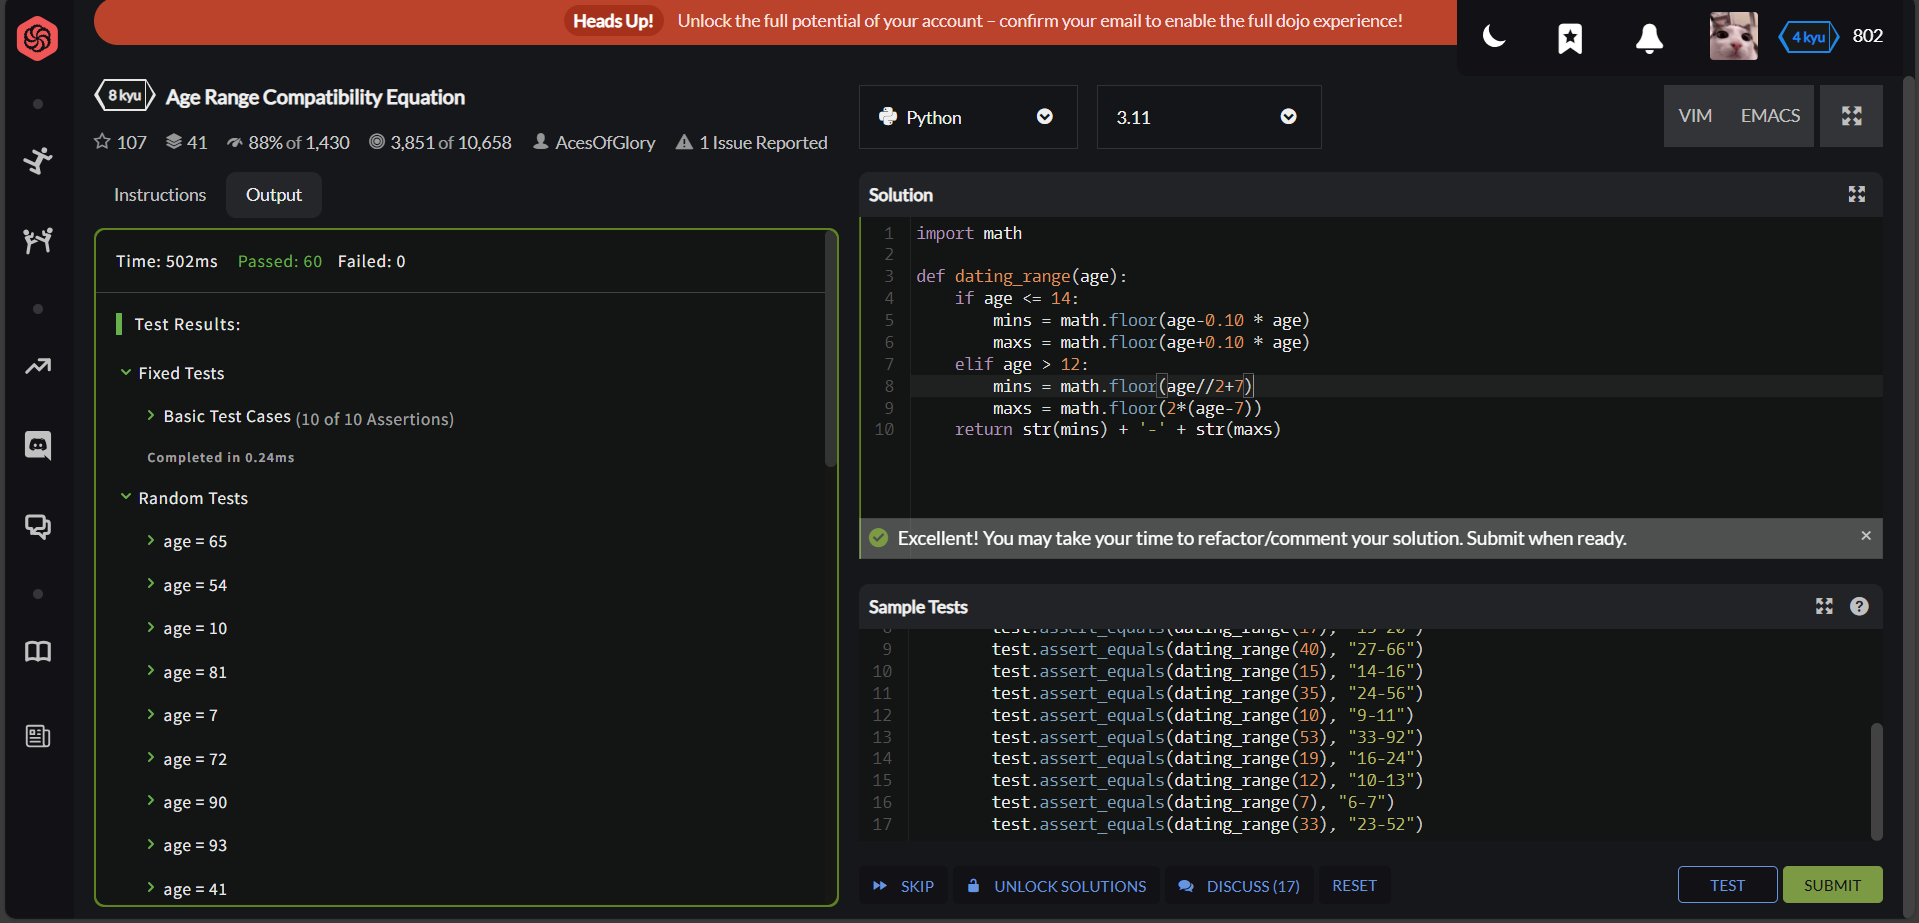 Heads Up! Unlock the full potential of your account – confirm your email to enable the full dojo experience!
4 kyu 802
8 kyu Age Range Compatibility Equation
107 41 88% of 1,430 3,851 of 10,658 AcesOfGlory 1 Issue Reported
Instructions Output
Time: 502ms Passed: 60 Failed: 0
Test Results:
Fixed Tests
Basic Test Cases (10 of 10 Assertions)
Completed in 0.24ms
Random Tests
age = 65
age = 54
age = 10
age = 81
age = 7
age = 72
age = 90
age = 93
age = 41
Python 3.11
VIM EMACS
Solution
1 import math
2
3 def dating_range(age):
4 if age <= 14:
5 mins = math.floor(age-0.10 * age)
6 maxs = math.floor(age+0.10 * age)
7 elif age > 12:
8 mins = math.floor(age//2+7)
9 maxs = math.floor(2*(age-7))
10 return str(mins) + '-' + str(maxs)
Excellent! You may take your time to refactor/comment your solution. Submit when ready.
Sample Tests
8 test.assert_equals(dating_range(17), "15-20")
9 test.assert_equals(dating_range(40), "27-66")
10 test.assert_equals(dating_range(15), "14-16")
11 test.assert_equals(dating_range(35), "24-56")
12 test.assert_equals(dating_range(10), "9-11")
13 test.assert_equals(dating_range(53), "33-92")
14 test.assert_equals(dating_range(19), "16-24")
15 test.assert_equals(dating_range(12), "10-13")
16 test.assert_equals(dating_range(7), "6-7")
17 test.assert_equals(dating_range(33), "23-52")
SKIP UNLOCK SOLUTIONS DISCUSS (17) RESET
TEST SUBMIT